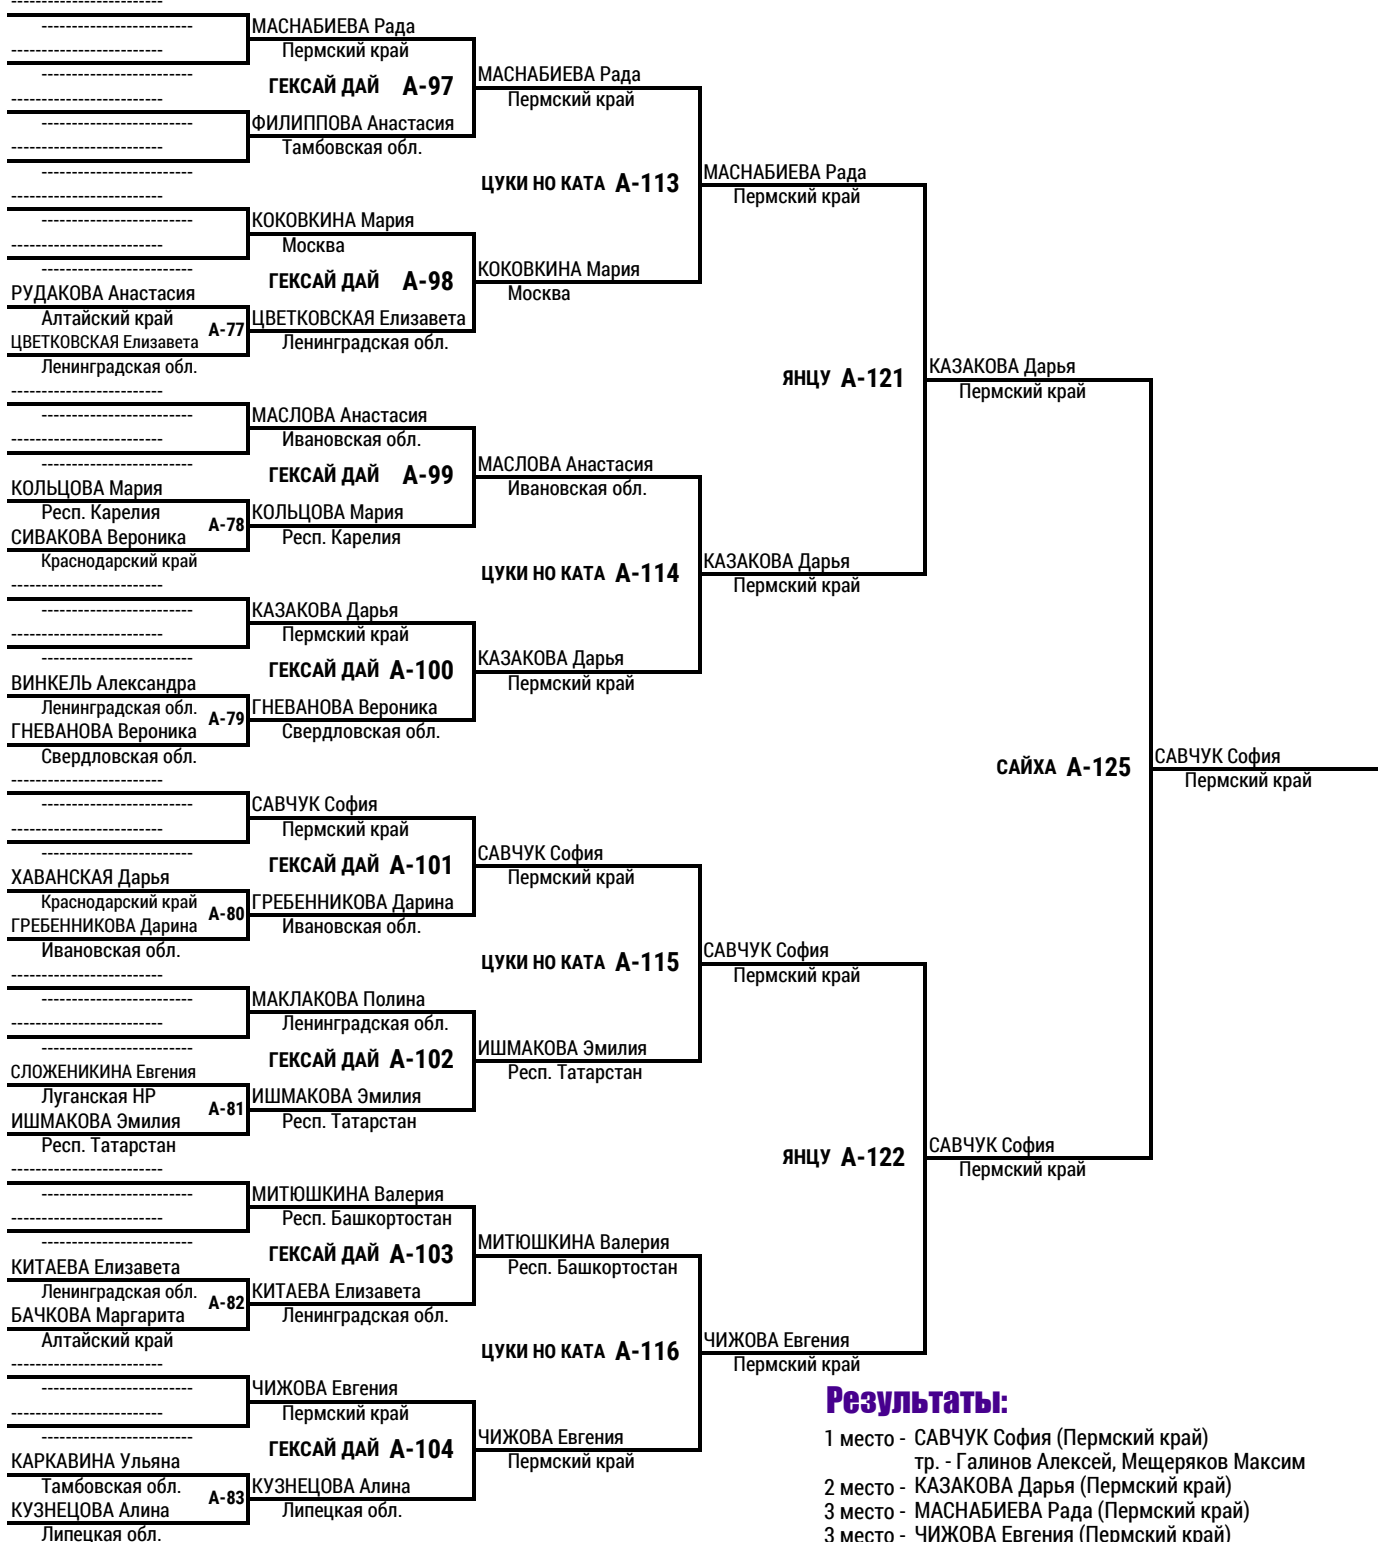 МАСНАБИЕВА Рада
Пермский край
ГЕКСАЙ ДАЙ А-97
ФИЛИППОВА Анастасия
Тамбовская обл.
КОКОВКИНА Мария
Москва
ГЕКСАЙ ДАЙ А-98
РУДАКОВА Анастасия
Алтайский край
А-77
ЦВЕТКОВСКАЯ Елизавета
Ленинградская обл.
ЦВЕТКОВСКАЯ Елизавета
Ленинградская обл.
МАСЛОВА Анастасия
Ивановская обл.
ГЕКСАЙ ДАЙ А-99
КОЛЬЦОВА Мария
Респ. Карелия
А-78
СИВАКОВА Вероника
Краснодарский край
КОЛЬЦОВА Мария
Респ. Карелия
КАЗАКОВА Дарья
Пермский край
ГЕКСАЙ ДАЙ А-100
ВИНКЕЛЬ Александра
Ленинградская обл.
А-79
ГНЕВАНОВА Вероника
Свердловская обл.
ГНЕВАНОВА Вероника
Свердловская обл.
САВЧУК София
Пермский край
ГЕКСАЙ ДАЙ А-101
ХАВАНСКАЯ Дарья
Краснодарский край
А-80
ГРЕБЕННИКОВА Дарина
Ивановская обл.
ГРЕБЕННИКОВА Дарина
Ивановская обл.
МАКЛАКОВА Полина
Ленинградская обл.
ГЕКСАЙ ДАЙ А-102
СЛОЖЕНИКИНА Евгения
Луганская НР
А-81
ИШМАКОВА Эмилия
Респ. Татарстан
ИШМАКОВА Эмилия
Респ. Татарстан
МИТЮШКИНА Валерия
Респ. Башкортостан
ГЕКСАЙ ДАЙ А-103
КИТАЕВА Елизавета
Ленинградская обл.
А-82
БАЧКОВА Маргарита
Алтайский край
КИТАЕВА Елизавета
Ленинградская обл.
ЧИЖОВА Евгения
Пермский край
ГЕКСАЙ ДАЙ А-104
КАРКАВИНА Ульяна
Тамбовская обл.
А-83
КУЗНЕЦОВА Алина
Липецкая обл.
КУЗНЕЦОВА Алина
Липецкая обл.
МАСНАБИЕВА Рада
Пермский край
ЦУКИ НО КАТА А-113
КОКОВКИНА Мария
Москва
МАСЛОВА Анастасия
Ивановская обл.
ЦУКИ НО КАТА А-114
КАЗАКОВА Дарья
Пермский край
САВЧУК София
Пермский край
ЦУКИ НО КАТА А-115
ИШМАКОВА Эмилия
Респ. Татарстан
МИТЮШКИНА Валерия
Респ. Башкортостан
ЦУКИ НО КАТА А-116
ЧИЖОВА Евгения
Пермский край
МАСНАБИЕВА Рада
Пермский край
ЯНЦУ А-121
КАЗАКОВА Дарья
Пермский край
САВЧУК София
Пермский край
ЯНЦУ А-122
ЧИЖОВА Евгения
Пермский край
КАЗАКОВА Дарья
Пермский край
САЙХА А-125
САВЧУК София
Пермский край
САВЧУК София
Пермский край
Результаты:
1 место - САВЧУК София (Пермский край)
тр. - Галинов Алексей, Мещеряков Максим
2 место - КАЗАКОВА Дарья (Пермский край)
3 место - МАСНАБИЕВА Рада (Пермский край)
3 место - ЧИЖОВА Евгения (Пермский край)